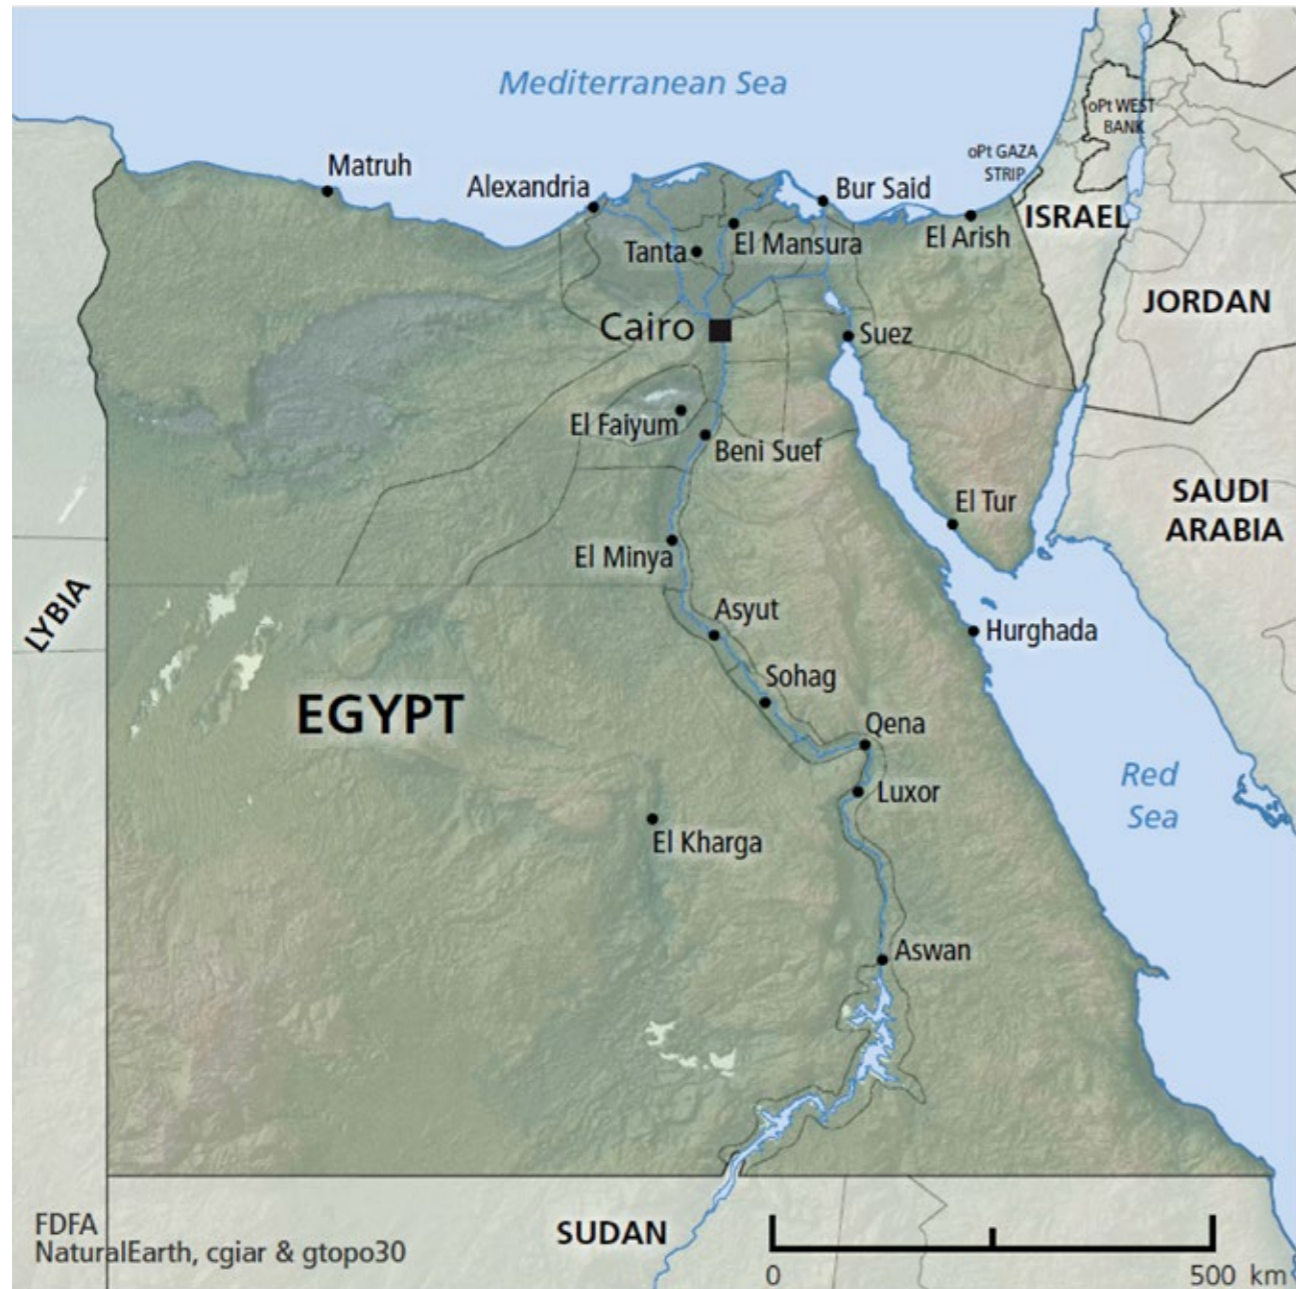 Mediterranean Sea
oPt WEST
BANK
oPt GAZA
STRIP
Matruh
Alexandria
Bur Said
ISRAEL
El Arish
Tanta
El Mansura
JORDAN
Cairo
Suez
El Faiyum
Beni Suef
SAUDI
ARABIA
El Tur
El Minya
LYBIA
Asyut
Hurghada
Sohag
EGYPT
Qena
Red
Sea
Luxor
El Kharga
Aswan
FDFA
NaturalEarth, cgiar & gtopo30
SUDAN
0
500 km